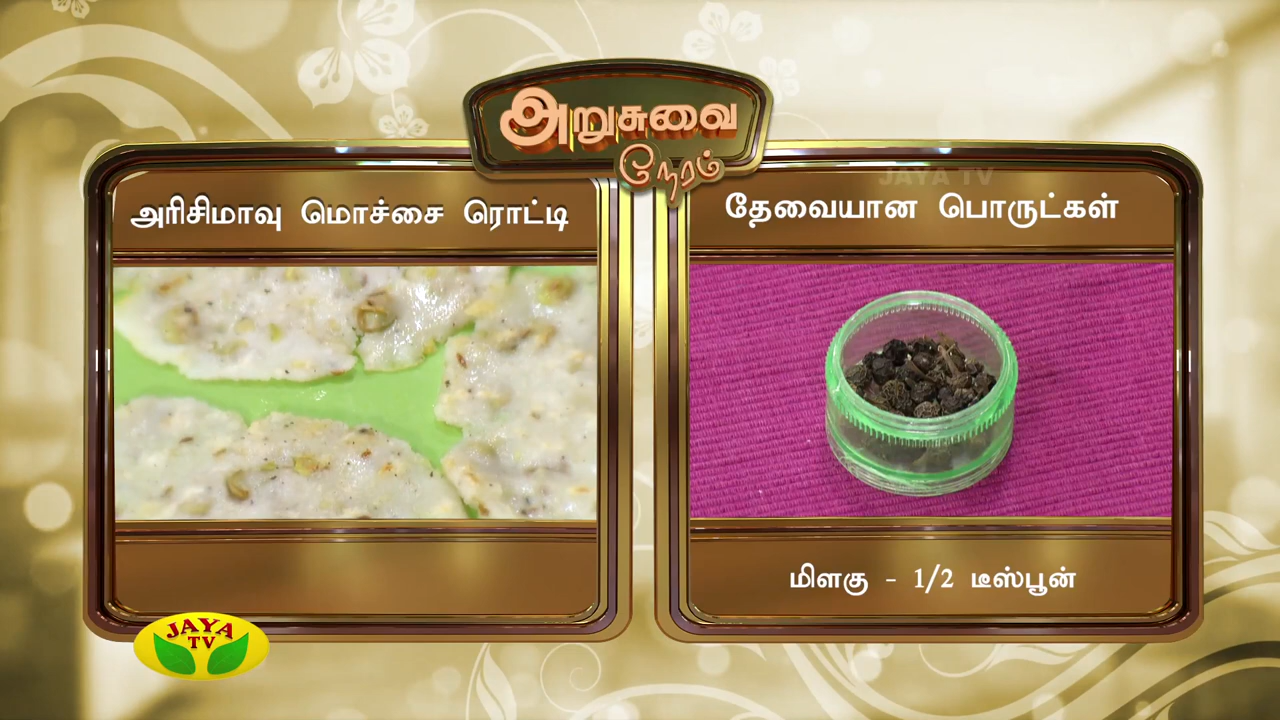 அறுசுவை
நேரம்
அரிசிமாவு மொச்சை ரொட்டி
JAYA TV
தேவையான பொருட்கள்
மிளகு - 1/2 டீஸ்பூன்
JAYA
TV